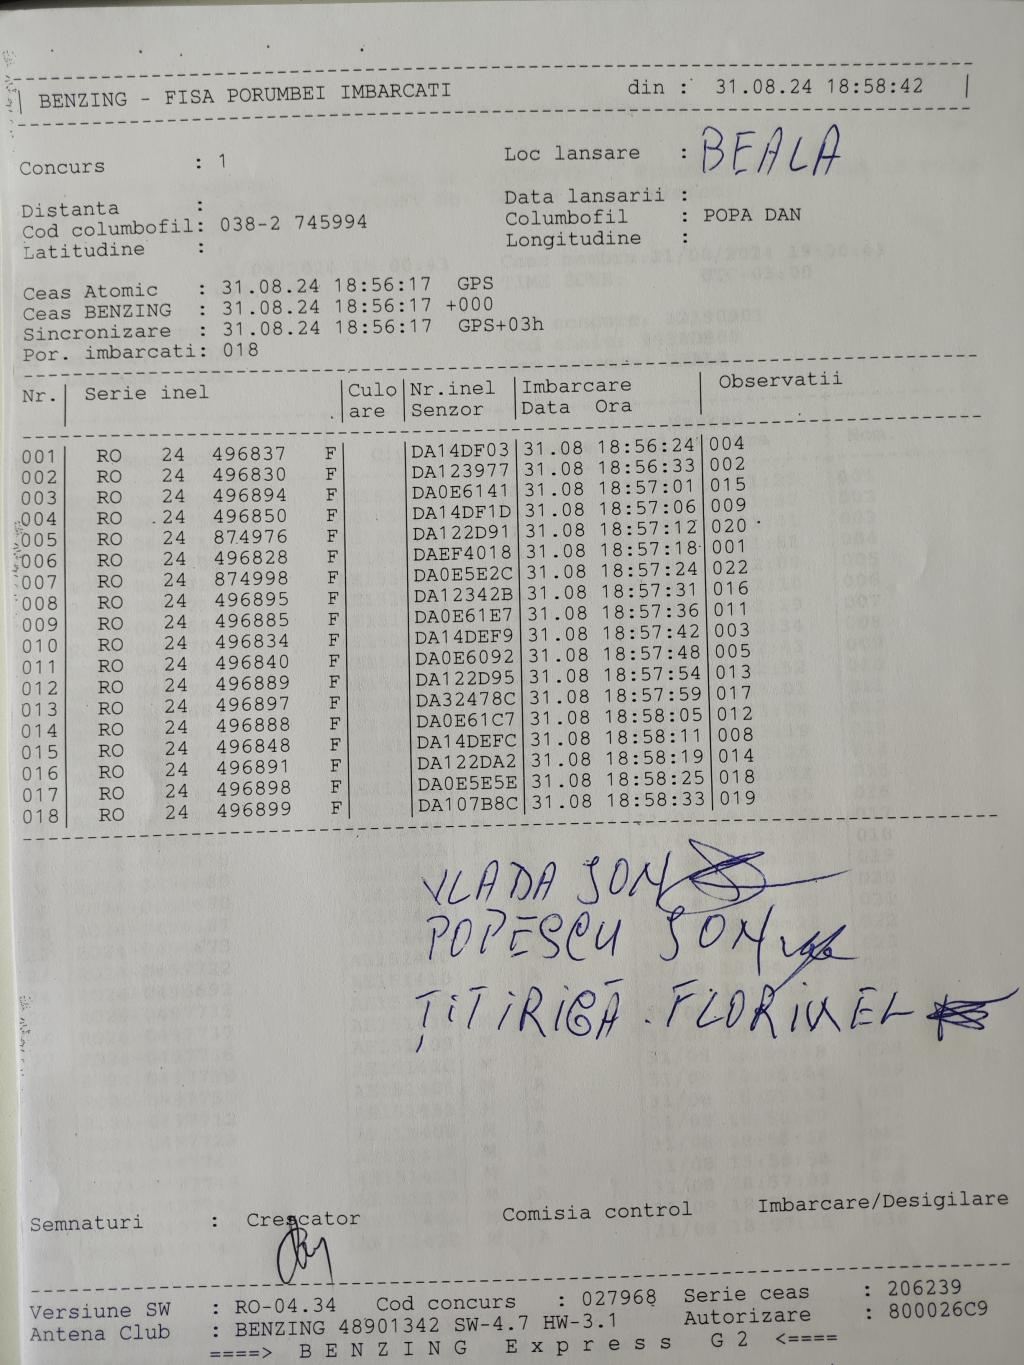 BENZING - FISA PORUMBEI IMBARCATI din : 31.08.24 18:58:42
Concurs : 1 Loc lansare : BEALA
Distanta : Data lansarii :
Cod columbofil: 038-2 745994 Columbofil : POPA DAN
Latitudine : Longitudine :
Ceas Atomic : 31.08.24 18:56:17 GPS
Ceas BENZING : 31.08.24 18:56:17 +000
Sincronizare : 31.08.24 18:56:17 GPS+03h
Por. imbarcati: 018
Nr. Serie inel Culo Nr.inel Imbarcare Observatii
are Senzor Data Ora
001 RO 24 496837 F DA14DF03 31.08 18:56:24 004
002 RO 24 496830 F DA123977 31.08 18:56:33 002
003 RO 24 496894 F DA0E6141 31.08 18:57:01 015
004 RO 24 496850 F DA14DF1D 31.08 18:57:06 009
005 RO 24 874976 F DA122D91 31.08 18:57:12 020
006 RO 24 496828 F DAEF4018 31.08 18:57:18 001
007 RO 24 874998 F DA0E5E2C 31.08 18:57:24 022
008 RO 24 496895 F DA12342B 31.08 18:57:31 016
009 RO 24 496885 F DA0E61E7 31.08 18:57:36 011
010 RO 24 496834 F DA14DEF9 31.08 18:57:42 003
011 RO 24 496840 F DA0E6092 31.08 18:57:48 005
012 RO 24 496889 F DA122D95 31.08 18:57:54 013
013 RO 24 496897 F DA32478C 31.08 18:57:59 017
014 RO 24 496888 F DA0E61C7 31.08 18:58:05 012
015 RO 24 496848 F DA14DEFC 31.08 18:58:11 008
016 RO 24 496891 F DA122DA2 31.08 18:58:19 014
017 RO 24 496898 F DA0E5E5E 31.08 18:58:25 018
018 RO 24 496899 F DA107B8C 31.08 18:58:33 019
VLADA ION
POPESCU ION
ȚITIRIGĂ. FLORINEL
Semnaturi : Crescator Comisia control Imbarcare/Desigilare
Versiune SW : RO-04.34 Cod concurs : 027968 Serie ceas : 206239
Antena Club : BENZING 48901342 SW-4.7 HW-3.1 Autorizare : 800026C9
====> B E N Z I N G E x p r e s s G 2 <====